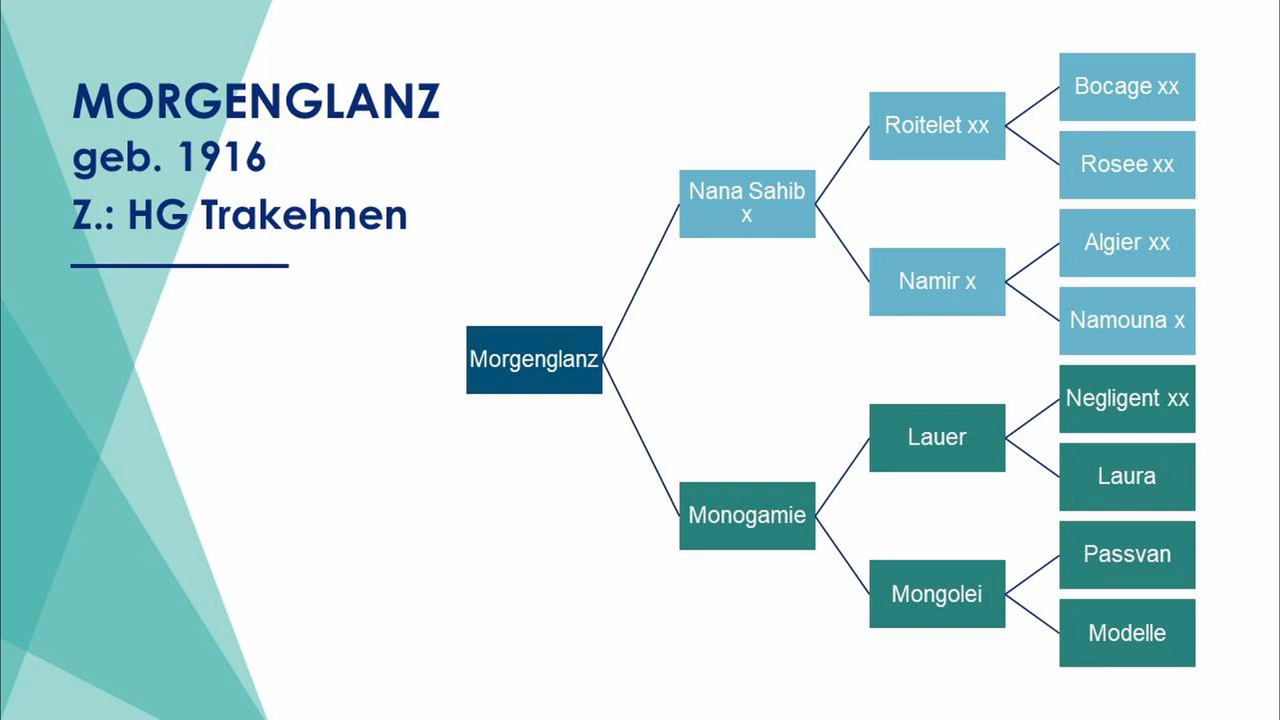 MORGENGLANZ
geb. 1916
Z.: HG Trakehnen
Morgenglanz
Nana Sahib
x
Monogamie
Roitelet xx
Namir x
Lauer
Mongolei
Bocage xx
Rosee xx
Algier xx
Namouna x
Negligent xx
Laura
Passvan
Modelle